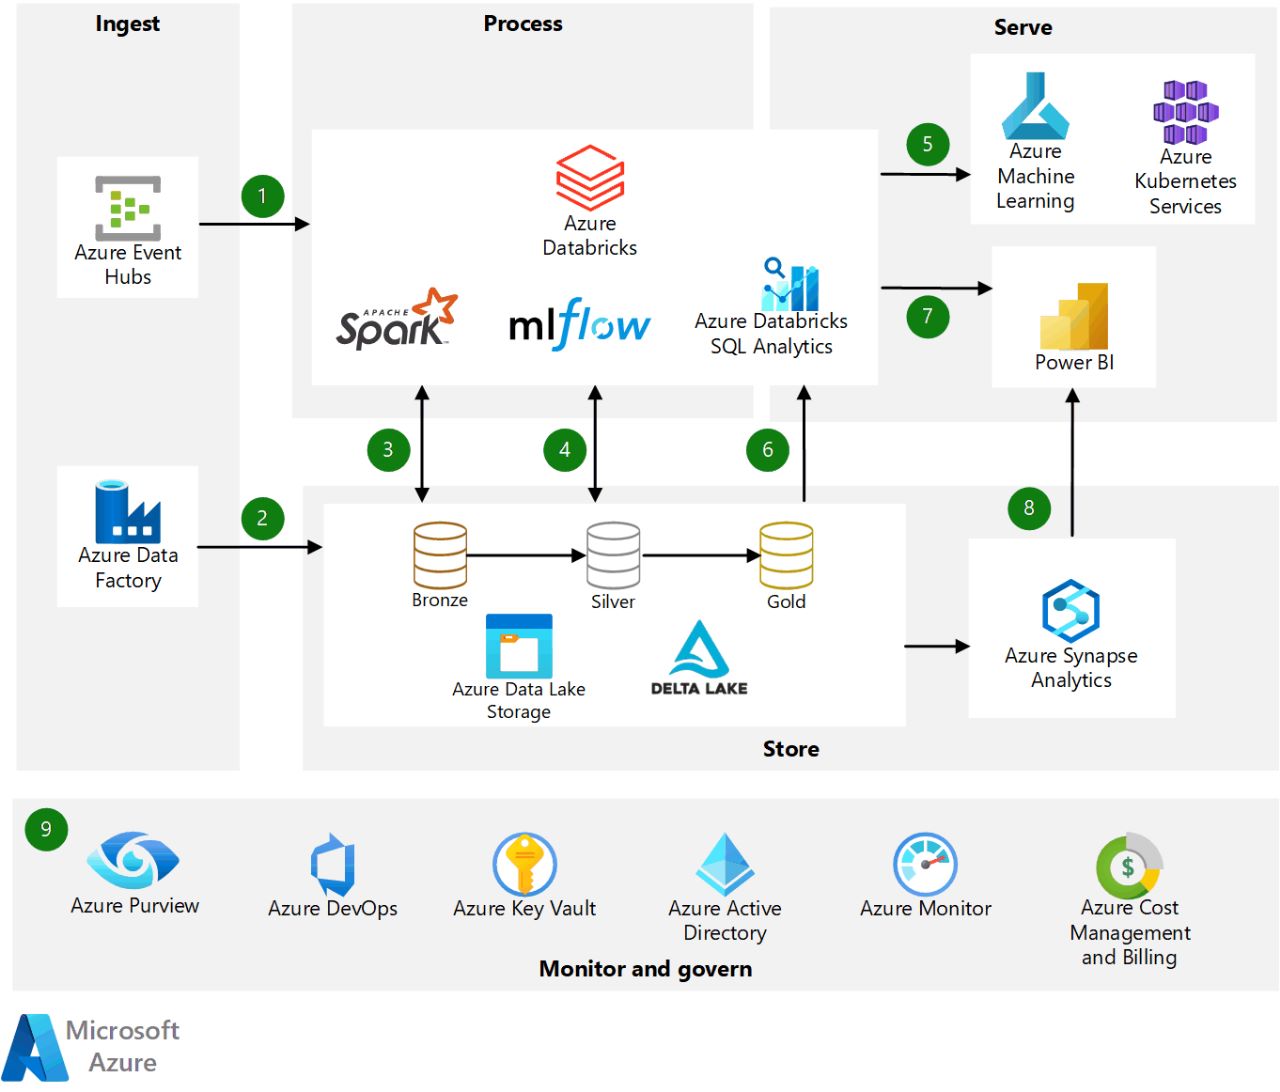 Ingest
Process
Serve
1
Azure Event
Hubs
Azure
Databricks
APACHE
Spark
mlflow
Azure Databricks
SQL Analytics
5
Azure
Machine
Learning
Azure
Kubernetes
Services
7
Power BI
3
4
6
8
2
Azure Data
Factory
Bronze
Silver
Gold
Azure Data Lake
Storage
DELTA LAKE
Azure Synapse
Analytics
Store
9
Azure Purview
Azure DevOps
Azure Key Vault
Azure Active
Directory
Azure Monitor
$
Azure Cost
Management
and Billing
Monitor and govern
Microsoft
Azure